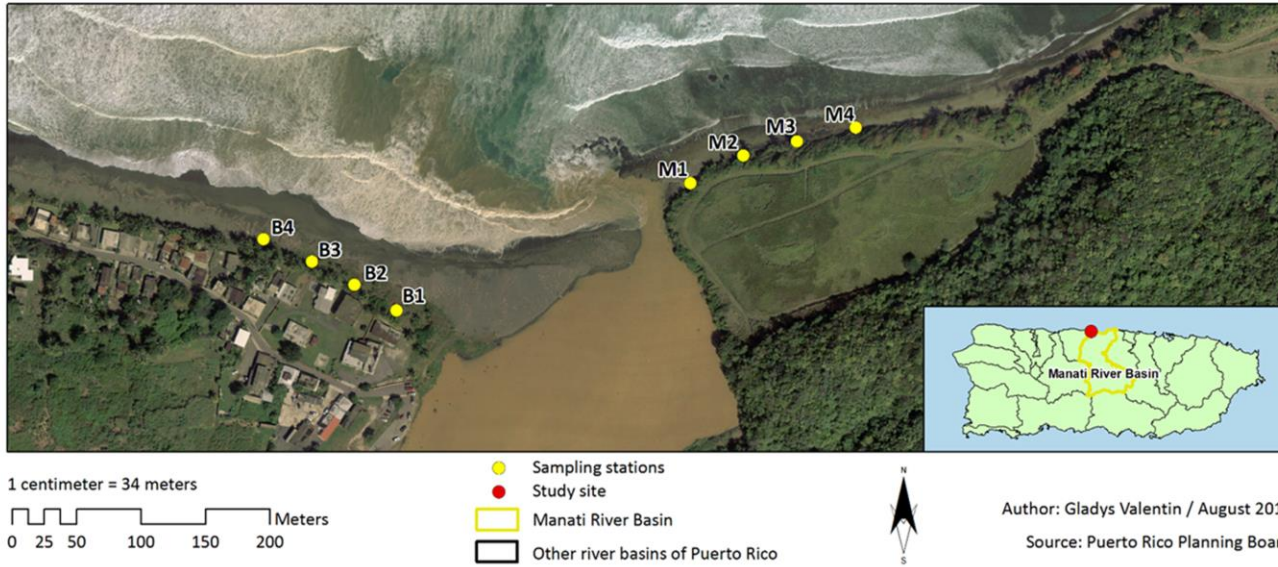 M4
M3
M2
M1
B4
B3
B2
B1
Manati River Basin
1 centimeter = 34 meters
Meters
0 25 50 100 150 200
Sampling stations
Study site
Manati River Basin
Other river basins of Puerto Rico
N
S
Author: Gladys Valentin / August 201
Source: Puerto Rico Planning Boar